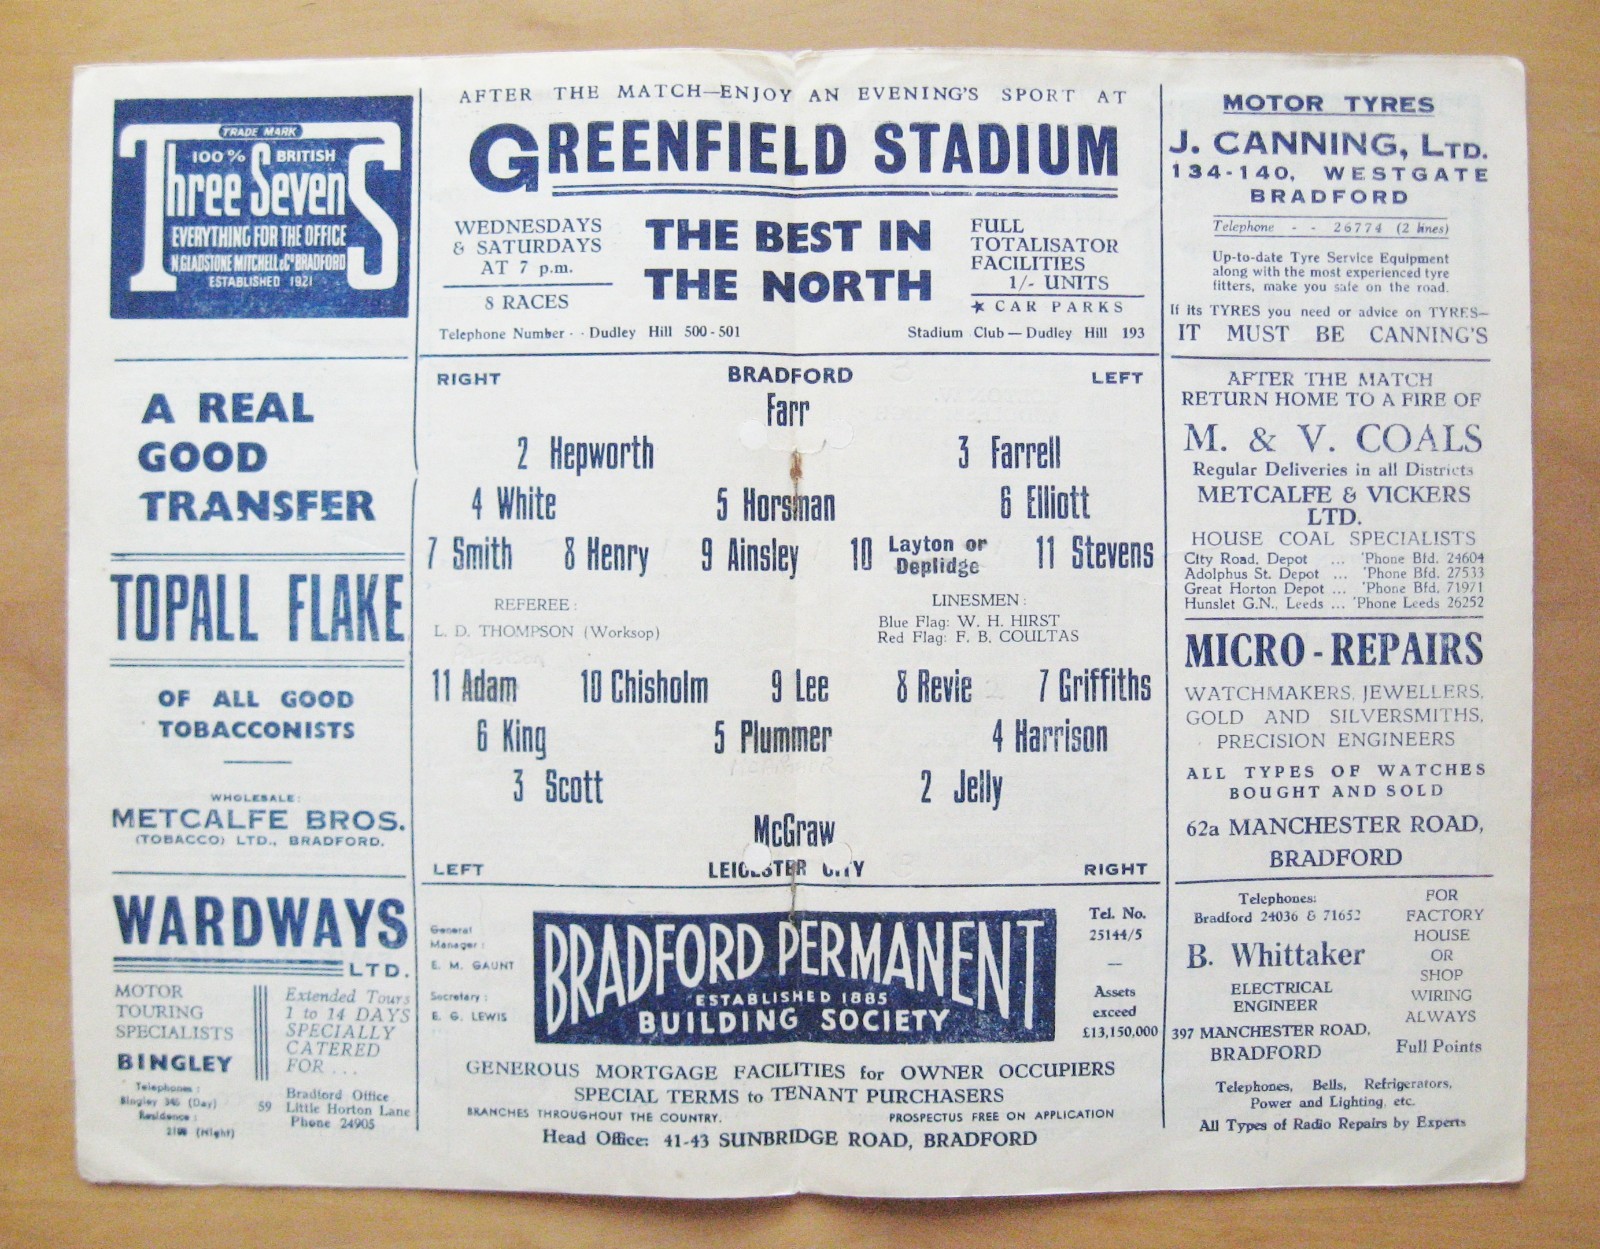 TRADE MARK
100% BRITISH
Three Sevens
EVERYTHING FOR THE OFFICE
N. GLADSTONE MITCHELL & Co BRADFORD
ESTABLISHED 1921
A REAL
GOOD
TRANSFER
TOPALL FLAKE
OF ALL GOOD
TOBACCONISTS
WHOLESALE:
METCALFE BROS.
(TOBACCO) LTD., BRADFORD.
WARDWAYS
LTD.
MOTOR
TOURING
SPECIALISTS
BINGLEY
Telephones:
Bingley 346 (Day)
Residence:
(Night)
Extended Tours
1 to 14 DAYS
SPECIALLY
CATERED
FOR . . .
Bradford Office
59 Little Horton Lane
Phone 24905
AFTER THE MATCH—ENJOY AN EVENING'S SPORT AT
GREENFIELD STADIUM
WEDNESDAYS
& SATURDAYS
AT 7 p.m.
8 RACES
THE BEST IN
THE NORTH
FULL
TOTALISATOR
FACILITIES
1/- UNITS
★ CAR PARKS
Telephone Number - - Dudley Hill 500-501
Stadium Club — Dudley Hill 193
RIGHT BRADFORD LEFT
Farr
2 Hepworth 3 Farrell
4 White 5 Horsman 6 Elliott
7 Smith 8 Henry 9 Ainsley 10 Layton or Deplidge 11 Stevens
REFEREE:
L. D. THOMPSON (Worksop)
LINESMEN:
Blue Flag: W. H. HIRST
Red Flag: F. B. COULTAS
11 Adam 10 Chisholm 9 Lee 8 Revie 7 Griffiths
6 King 5 Plummer 4 Harrison
3 Scott 2 Jelly
McGraw
LEFT LEICESTER CITY RIGHT
General
Manager:
E. M. GAUNT
Secretary:
E. G. LEWIS
BRADFORD PERMANENT
ESTABLISHED 1885
BUILDING SOCIETY
Tel. No.
25144/5
—
Assets
exceed
£13,150,000
GENEROUS MORTGAGE FACILITIES for OWNER OCCUPIERS
SPECIAL TERMS to TENANT PURCHASERS
BRANCHES THROUGHOUT THE COUNTRY. PROSPECTUS FREE ON APPLICATION
Head Office: 41-43 SUNBRIDGE ROAD, BRADFORD
MOTOR TYRES
J. CANNING, LTD.
134-140, WESTGATE
BRADFORD
Telephone - - 26774 (2 lines)
Up-to-date Tyre Service Equipment
along with the most experienced tyre
fitters, make you safe on the road.
If its TYRES you need or advice on TYRES—
IT MUST BE CANNING'S
AFTER THE MATCH
RETURN HOME TO A FIRE OF
M. & V. COALS
Regular Deliveries in all Districts
METCALFE & VICKERS
LTD.
HOUSE COAL SPECIALISTS
City Road, Depot ... 'Phone Bfd. 24604
Adolphus St. Depot ... 'Phone Bfd. 27533
Great Horton Depot ... 'Phone Bfd. 71971
Hunslet G.N., Leeds ... 'Phone Leeds 26252
MICRO-REPAIRS
WATCHMAKERS, JEWELLERS,
GOLD AND SILVERSMITHS,
PRECISION ENGINEERS
ALL TYPES OF WATCHES
BOUGHT AND SOLD
62a MANCHESTER ROAD,
BRADFORD
Telephones:
Bradford 24036 & 71652
B. Whittaker
ELECTRICAL
ENGINEER
397 MANCHESTER ROAD,
BRADFORD
FOR
FACTORY
HOUSE
OR
SHOP
WIRING
ALWAYS
Full Points
Telephones, Bells, Refrigerators,
Power and Lighting, etc.
All Types of Radio Repairs by Experts